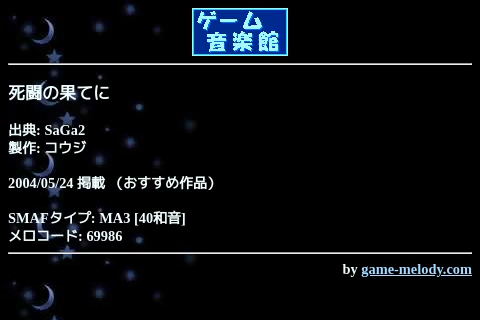 ゲーム
音楽館
死闘の果てに
出典: SaGa2
製作: コウジ
2004/05/24 掲載 （おすすめ作品）
SMAFタイプ: MA3 [40和音]
メロコード: 69986
by game-melody.com